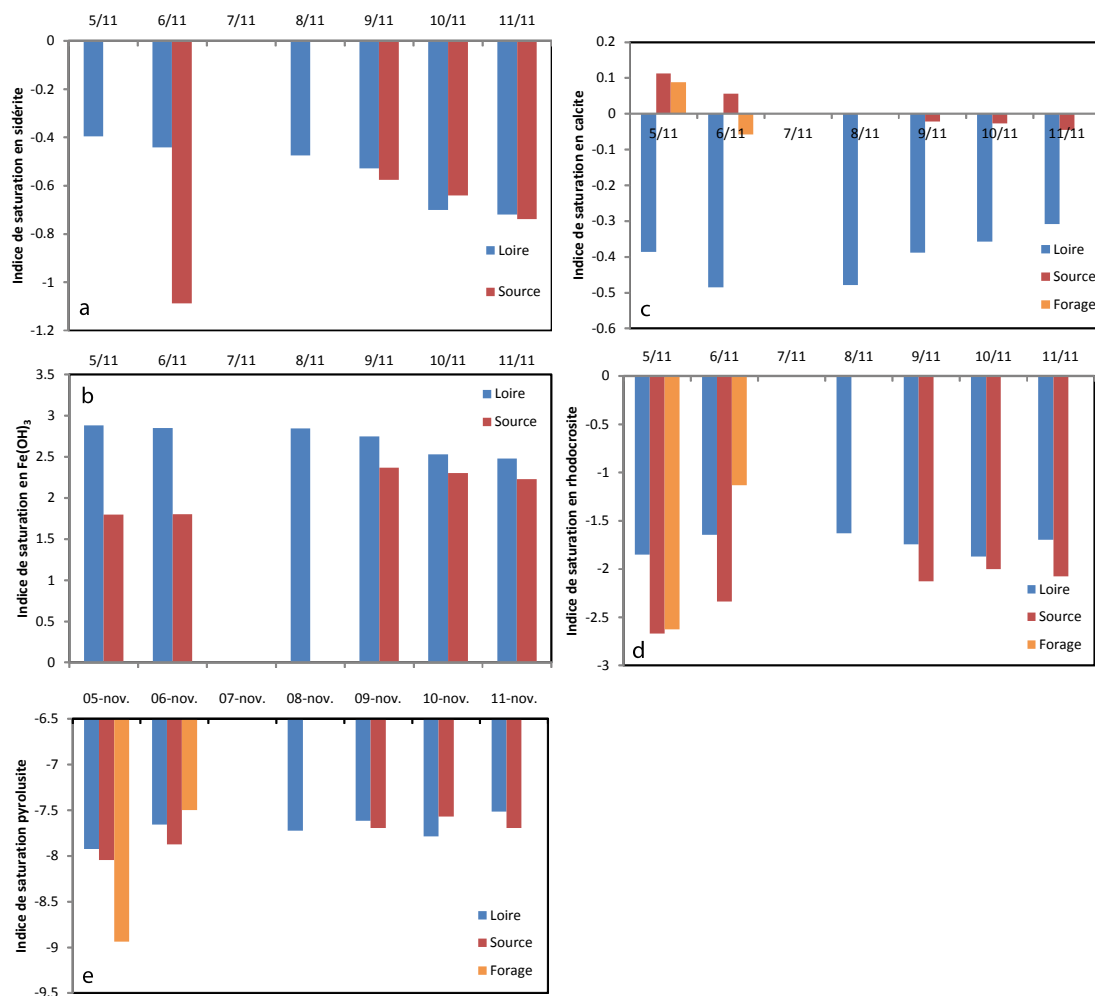 5/11 6/11 7/11 8/11 9/11 10/11 11/11
0
-0.2
-0.4
-0.6
-0.8
-1
-1.2
Indice de saturation en sidérite
Loire
Source
a
0.2
0.1
0
-0.1
-0.2
-0.3
-0.4
-0.5
-0.6
5/11 6/11 7/11 8/11 9/11 10/11 11/11
Indice de saturation en calcite
Loire
Source
Forage
c
5/11 6/11 7/11 8/11 9/11 10/11 11/11
3.5
3
2.5
2
1.5
1
0.5
0
Indice de saturation en Fe(OH)3
Loire
Source
b
5/11 6/11 7/11 8/11 9/11 10/11 11/11
0
-0.5
-1
-1.5
-2
-2.5
-3
Indice de saturation en rhodocrosite
Loire
Source
Forage
d
05-nov. 06-nov. 07-nov. 08-nov. 09-nov. 10-nov. 11-nov.
-6.5
-7
-7.5
-8
-8.5
-9
-9.5
Indice de saturation pyrolusite
Loire
Source
Forage
e